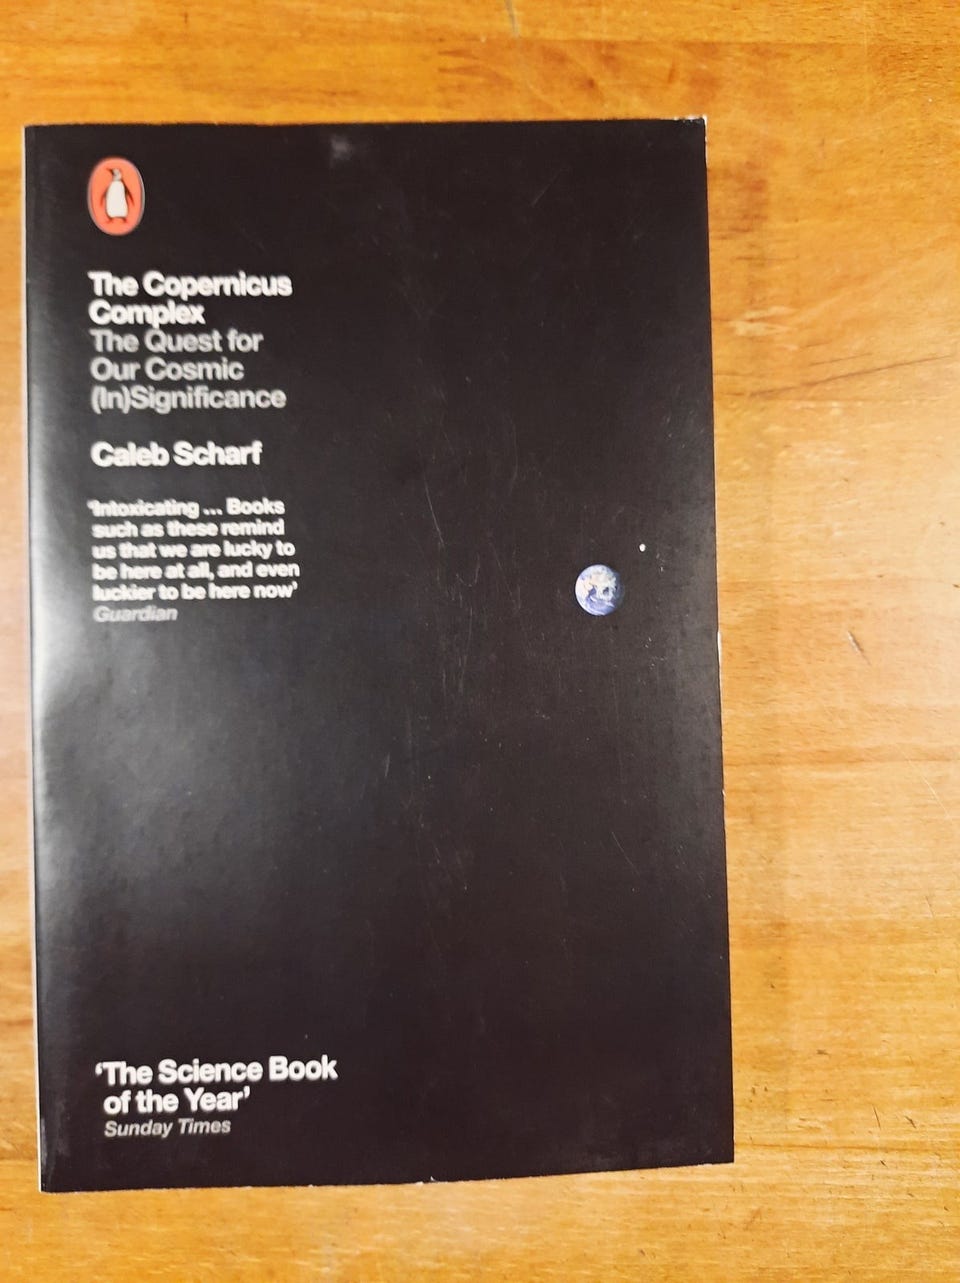 The Copernicus
Complex
The Quest for
Our Cosmic
(In)Significance
Caleb Scharf
‘Intoxicating ... Books
such as these remind
us that we are lucky to
be here at all, and even
luckier to be here now’
Guardian
‘The Science Book
of the Year’
Sunday Times